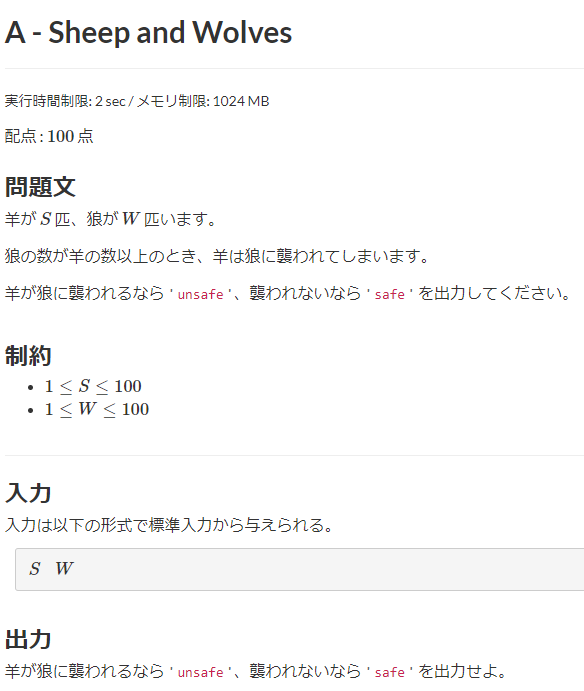 A - Sheep and Wolves
実行時間制限: 2 sec / メモリ制限: 1024 MB
配点 : 100 点
問題文
羊が S 匹、狼が W 匹います。
狼の数が羊の数以上のとき、羊は狼に襲われてしまいます。
羊が狼に襲われるなら ' unsafe '、襲われないなら ' safe ' を出力してください。
制約
• 1 ≤ S ≤ 100
• 1 ≤ W ≤ 100
入力
入力は以下の形式で標準入力から与えられる。
S W
出力
羊が狼に襲われるなら ' unsafe '、襲われないなら ' safe ' を出力せよ。